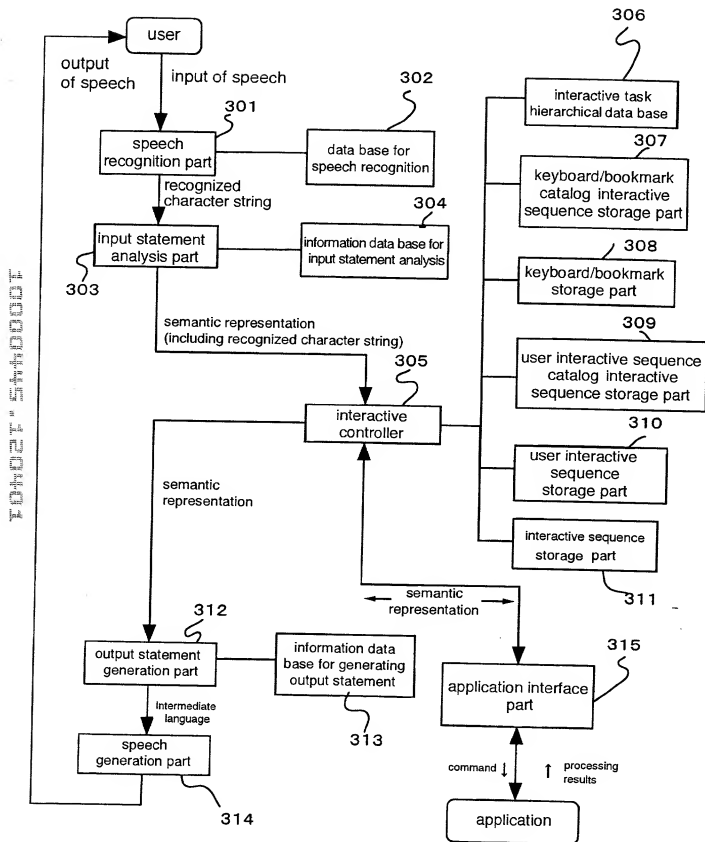 user
output
of speech
input of speech
301
speech
recognition part
302
data base for
speech recognition
recognized
character string
304
input statement
analysis part
303
information data base for
input statement analysis
semantic representation
(including recognized character string)
305
interactive
controller
306
interactive task
hierarchical data base
307
keyboard/bookmark
catalog interactive
sequence storage part
308
keyboard/bookmark
storage part
309
user interactive sequence
catalog interactive
sequence storage part
310
user interactive
sequence
storage part
interactive sequence
storage part
311
semantic
representation
semantic
representation
312
output statement
generation part
information data
base for generating
output statement
313
Intermediate
language
speech
generation part
314
315
application interface
part
command ↓
↑ processing
results
application